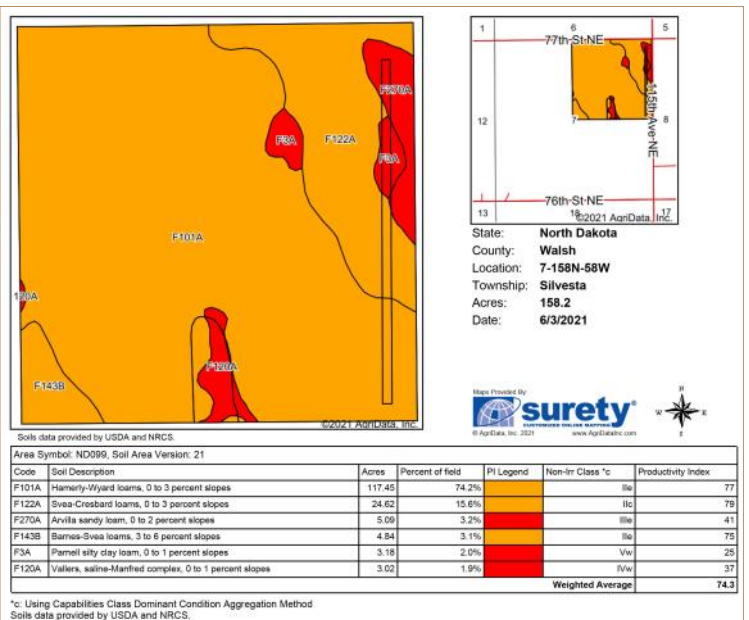 F270A
F3A
F122A
F3A
F101A
120A
F120A
F143B
©2021 AgriData, Inc.
Soils data provided by USDA and NRCS.
1 6 5
77th-St-NE
115th-Ave-NE
12 7 8
76th-St-NE
13 18 17
©2021 AgriData, Inc.
State: North Dakota
County: Walsh
Location: 7-158N-58W
Township: Silvesta
Acres: 158.2
Date: 6/3/2021
Maps Provided By:
surety®
CUSTOMIZED ONLINE MAPPING
© AgriData, Inc. 2021 www.AgriDataInc.com
N
W E
S
Area Symbol: ND099, Soil Area Version: 21
Code Soil Description Acres Percent of field PI Legend Non-Irr Class *c Productivity Index
F101A Hamerly-Wyard loams, 0 to 3 percent slopes 117.45 74.2% IIe 77
F122A Svea-Cresbard loams, 0 to 3 percent slopes 24.62 15.6% IIc 79
F270A Arvilla sandy loam, 0 to 2 percent slopes 5.09 3.2% IIIe 41
F143B Barnes-Svea loams, 3 to 6 percent slopes 4.84 3.1% IIe 75
F3A Parnell silty clay loam, 0 to 1 percent slopes 3.18 2.0% Vw 25
F120A Vallers, saline-Manfred complex, 0 to 1 percent slopes 3.02 1.9% IVw 37
Weighted Average 74.3
*c: Using Capabilities Class Dominant Condition Aggregation Method
Soils data provided by USDA and NRCS.